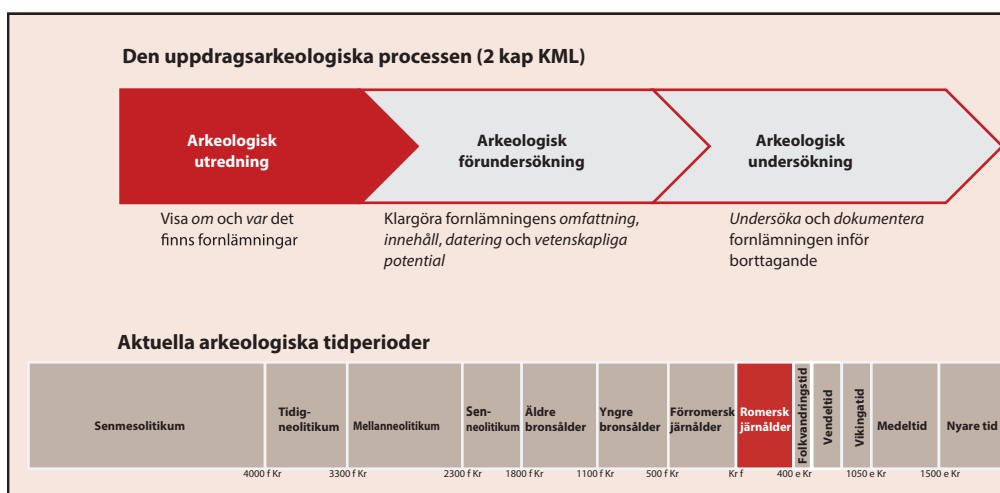 Den uppdragsarkeologiska processen (2 kap KML)
Arkeologisk
utredning
Arkeologisk
förundersökning
Arkeologisk
undersökning
Visa om och var det
finns fornlämningar
Klargöra fornlämningens omfattning,
innehåll, datering och vetenskapliga
potential
Undersöka och dokumentera
fornlämningen inför
borttagande
Aktuella arkeologiska tidperioder
Senmesolitikum
Tidig-
neolitikum
Mellanneolitikum
Sen-
neolitikum
Äldre
bronsålder
Yngre
bronsålder
Förromersk
järnålder
Romersk
järnålder
Folkvandringstid
Vendeltid
Vikingatid
Medeltid
Nyare tid
4000 f Kr
3300 f Kr
2300 f Kr
1800 f Kr
1100 f Kr
500 f Kr
Kr f
400 e Kr
1050 e Kr
1500 e Kr